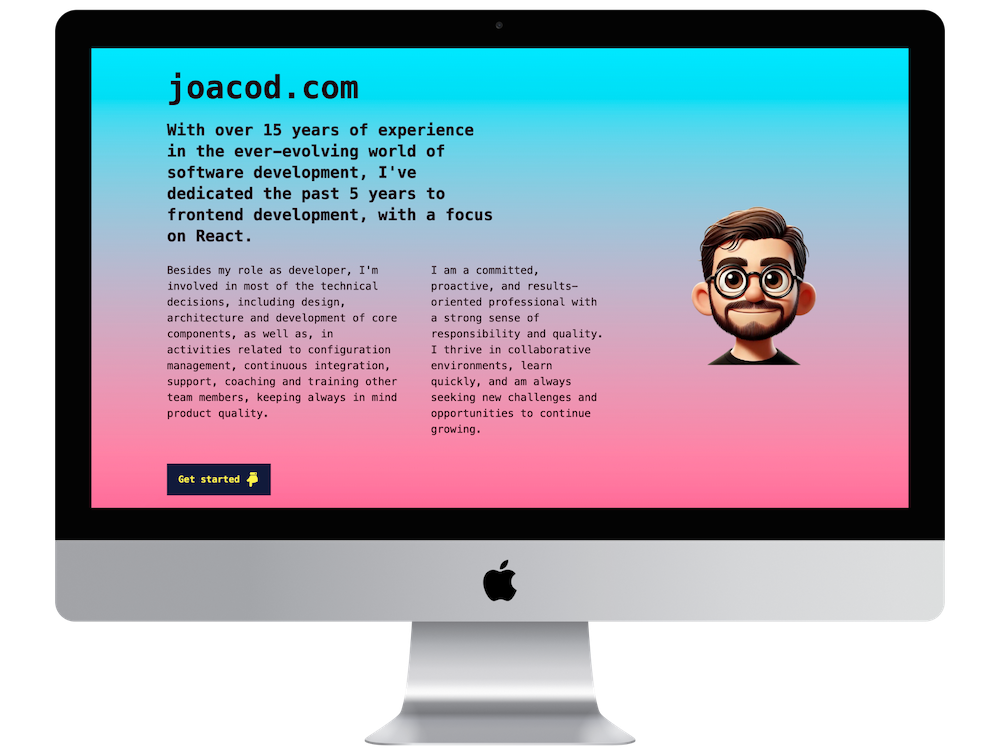 joacod.com
With over 15 years of experience
in the ever-evolving world of
software development, I've
dedicated the past 5 years to
frontend development, with a focus
on React.
Besides my role as developer, I'm
involved in most of the technical
decisions, including design,
architecture and development of core
components, as well as, in
activities related to configuration
management, continuous integration,
support, coaching and training other
team members, keeping always in mind
product quality.
I am a committed,
proactive, and results-
oriented professional with
a strong sense of
responsibility and quality.
I thrive in collaborative
environments, learn
quickly, and am always
seeking new challenges and
opportunities to continue
growing.
Get started